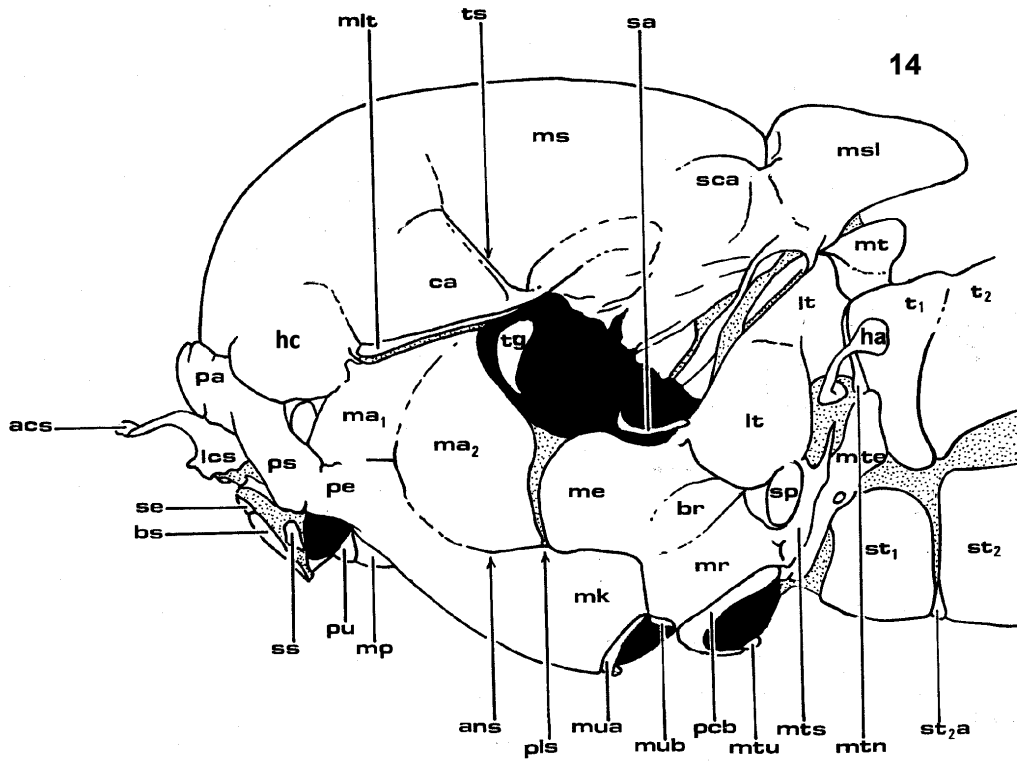 mlt ts sa
14
ms
msl
sca
mt
ca
lt
t₁ t₂
ha
hc
tg
pa
ma₁
acs
lcs
ma₂
lt
mte
ps
pe
me
sp
se
br
bs
st₁ st₂
mr
mk
pu
ss mp
ans mua pcb mts st₂a
pls mub mtu mtn